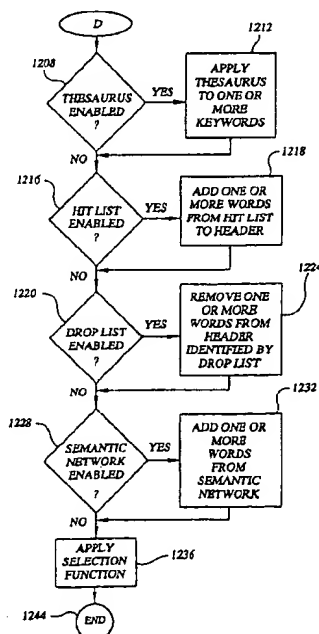 D
1208
THESAURUS
ENABLED
?
YES
NO
1212
APPLY
THESAURUS
TO ONE OR
MORE
KEYWORDS
1216
HIT LIST
ENABLED
?
YES
NO
1218
ADD ONE OR
MORE WORDS
FROM HIT LIST
TO HEADER
1220
DROP LIST
ENABLED
?
YES
NO
1224
REMOVE ONE
OR MORE
WORDS FROM
HEADER
IDENTIFIED BY
DROP LIST
1228
SEMANTIC
NETWORK
ENABLED
?
YES
NO
1232
ADD ONE
OR MORE
WORDS
FROM
SEMANTIC
NETWORK
APPLY
SELECTION
FUNCTION
1236
1244
END